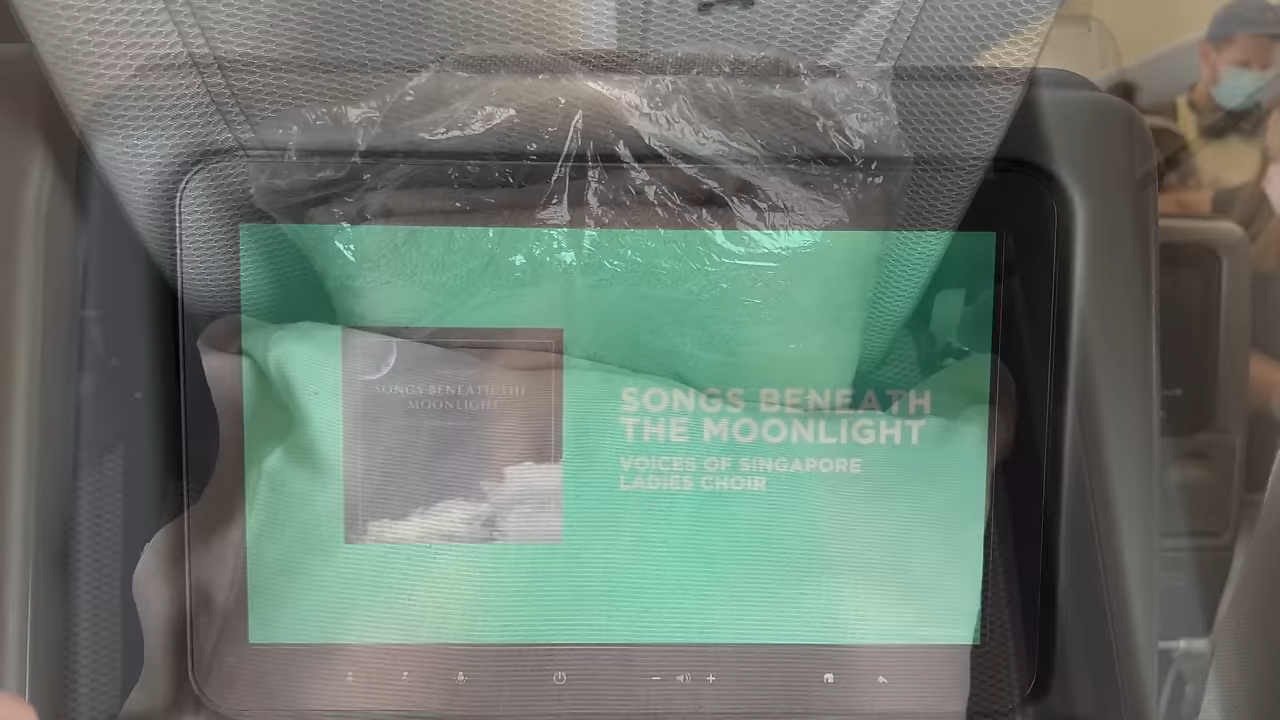 SONGS BENEATH THE
MOONLIGHT
SONGS BENEATH
THE MOONLIGHT
VOICES OF SINGAPORE
LADIES CHOIR